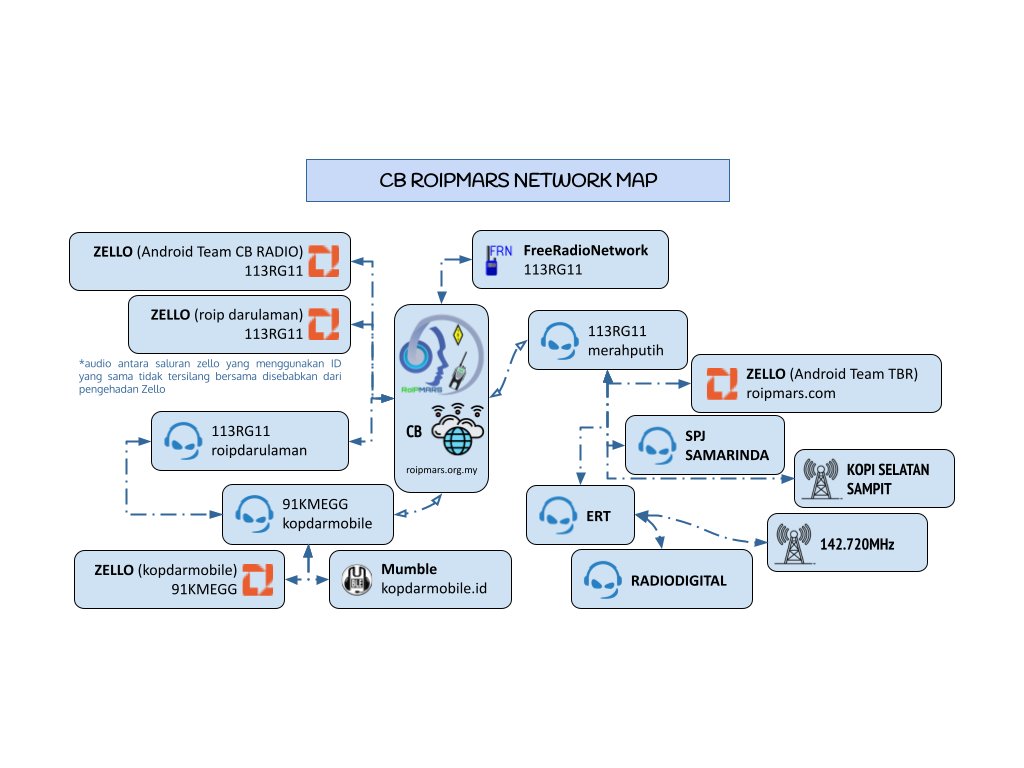 CB ROIPMARS NETWORK MAP
ZELLO (Android Team CB RADIO)
113RG11
ZELLO (roip darulaman)
113RG11
*audio antara saluran zello yang menggunakan ID
yang sama tidak tersilang bersama disebabkan dari
pengehadan Zello
113RG11
roipdarulaman
91KMEGG
kopdarmobile
ZELLO (kopdarmobile)
91KMEGG
UM
BLE
Mumble
kopdarmobile.id
FRN
FreeRadioNetwork
113RG11
RoIPMARS
CB
roipmars.org.my
113RG11
merahputih
ZELLO (Android Team TBR)
roipmars.com
SPJ
SAMARINDA
KOPI SELATAN
SAMPIT
ERT
142.720MHz
RADIODIGITAL